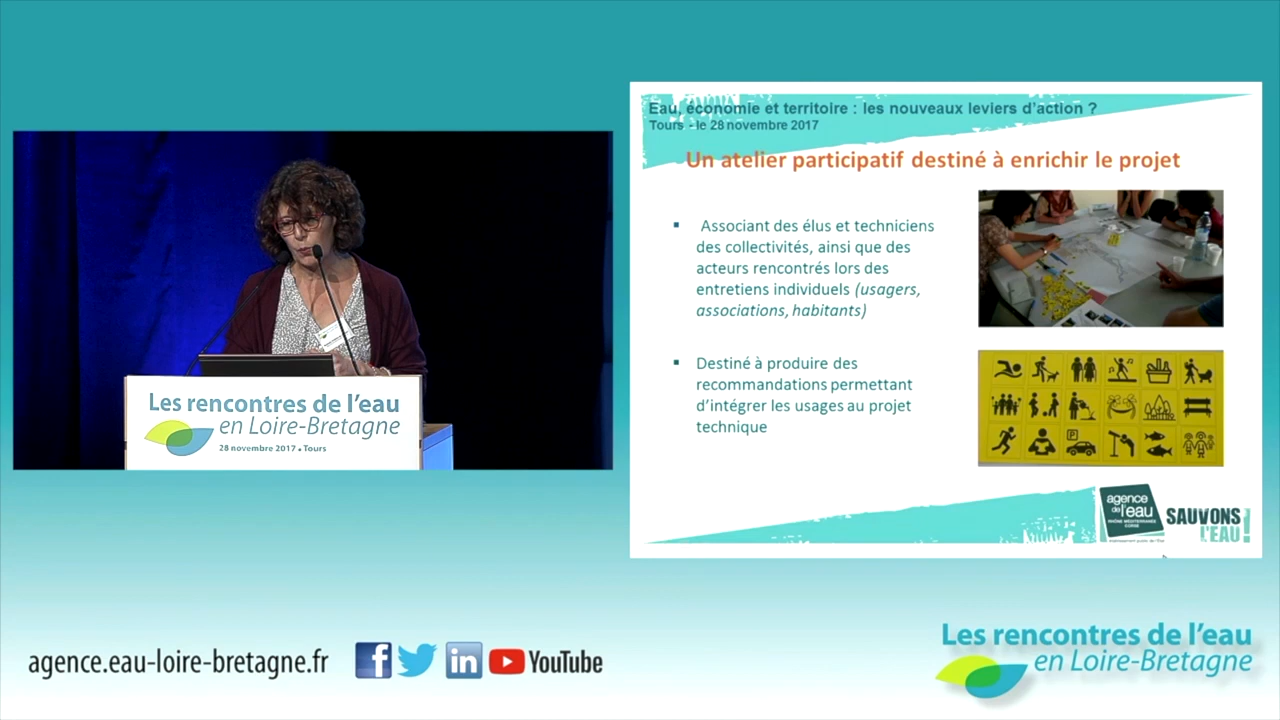 Eau, économie et territoire : les nouveaux leviers d'action ?
Tours - le 28 novembre 2017
Un atelier participatif destiné à enrichir le projet
▪ Associant des élus et techniciens
des collectivités, ainsi que des
acteurs rencontrés lors des
entretiens individuels (usagers,
associations, habitants)
▪ Destiné à produire des
recommandations permettant
d'intégrer les usages au projet
technique
P
agence
de l'eau
RHÔNE MÉDITERRANÉE
CORSE
SAUVONS
L'EAU!
Les rencontres de l'eau
en Loire-Bretagne
28 novembre 2017 • Tours
agence.eau-loire-bretagne.fr
f
in
YouTube
Les rencontres de l'eau
en Loire-Bretagne